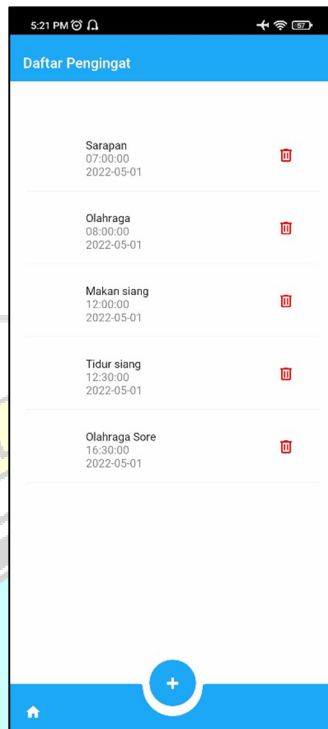 5:21 PM
57
Daftar Pengingat
Sarapan
07:00:00
2022-05-01
Olahraga
08:00:00
2022-05-01
Makan siang
12:00:00
2022-05-01
Tidur siang
12:30:00
2022-05-01
Olahraga Sore
16:30:00
2022-05-01
+